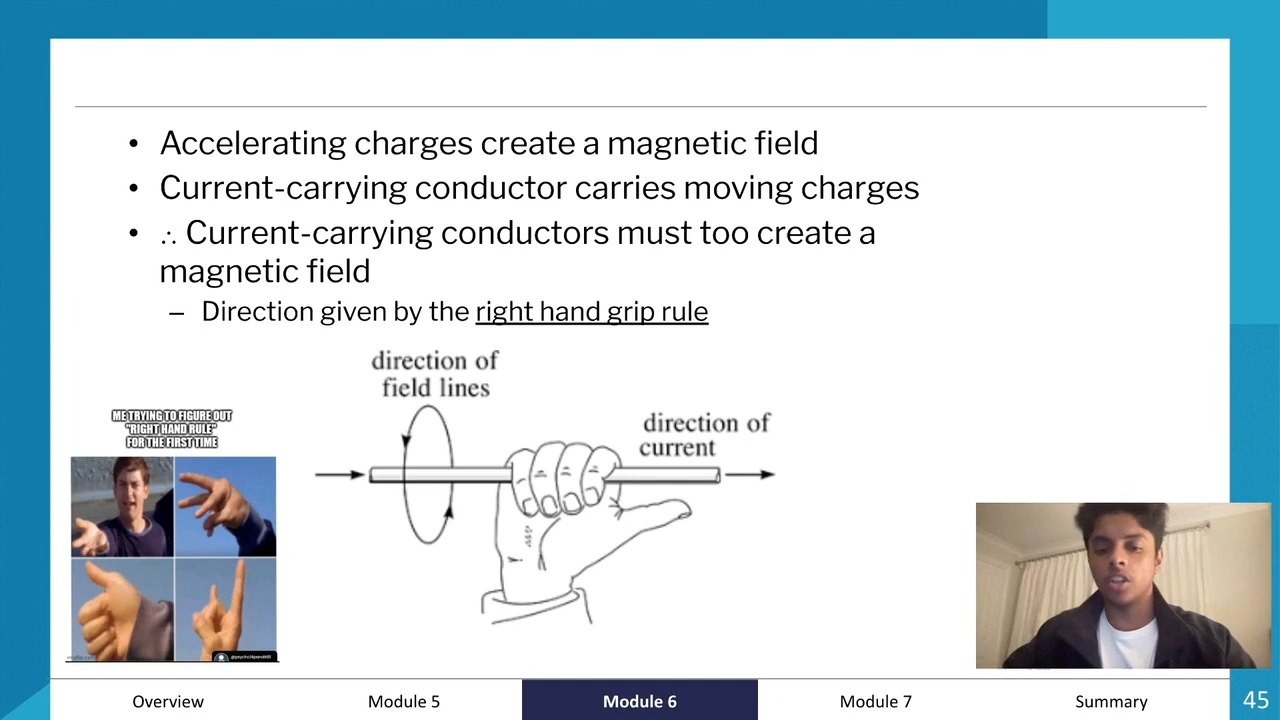 • Accelerating charges create a magnetic field
• Current-carrying conductor carries moving charges
• ∴ Current-carrying conductors must too create a
magnetic field
– Direction given by the right hand grip rule
direction of
field lines
direction of
current
ME TRYING TO FIGURE OUT
"RIGHT HAND RULE"
FOR THE FIRST TIME
Overview
Module 5
Module 6
Module 7
Summary
45